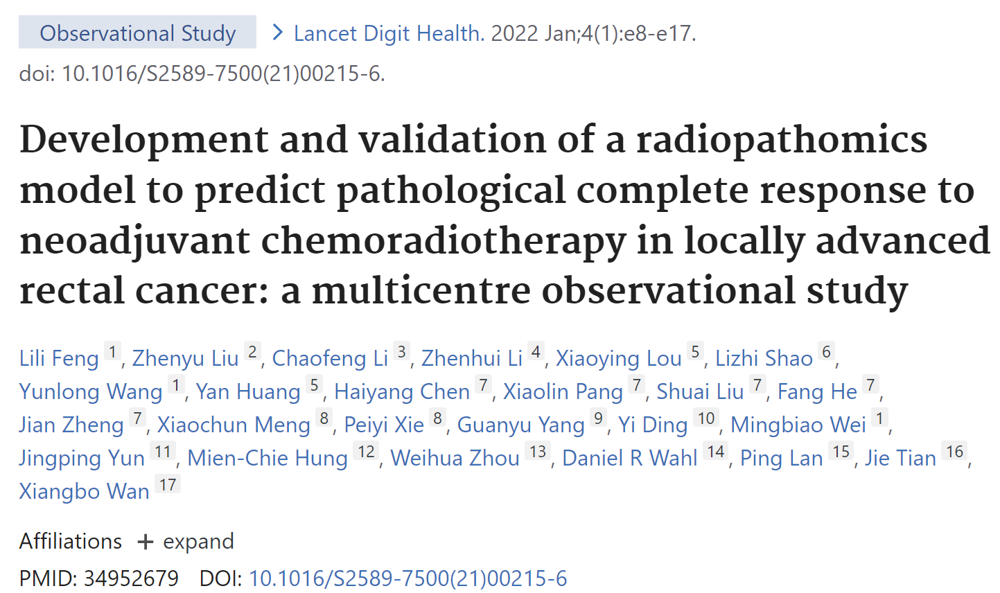 Observational Study > Lancet Digit Health. 2022 Jan;4(1):e8-e17.
doi: 10.1016/S2589-7500(21)00215-6.
Development and validation of a radiopathomics
model to predict pathological complete response to
neoadjuvant chemoradiotherapy in locally advanced
rectal cancer: a multicentre observational study
Lili Feng 1, Zhenyu Liu 2, Chaofeng Li 3, Zhenhui Li 4, Xiaoying Lou 5, Lizhi Shao 6,
Yunlong Wang 1, Yan Huang 5, Haiyang Chen 7, Xiaolin Pang 7, Shuai Liu 7, Fang He 7,
Jian Zheng 7, Xiaochun Meng 8, Peiyi Xie 8, Guanyu Yang 9, Yi Ding 10, Mingbiao Wei 1,
Jingping Yun 11, Mien-Chie Hung 12, Weihua Zhou 13, Daniel R Wahl 14, Ping Lan 15, Jie Tian 16,
Xiangbo Wan 17
Affiliations + expand
PMID: 34952679 DOI: 10.1016/S2589-7500(21)00215-6